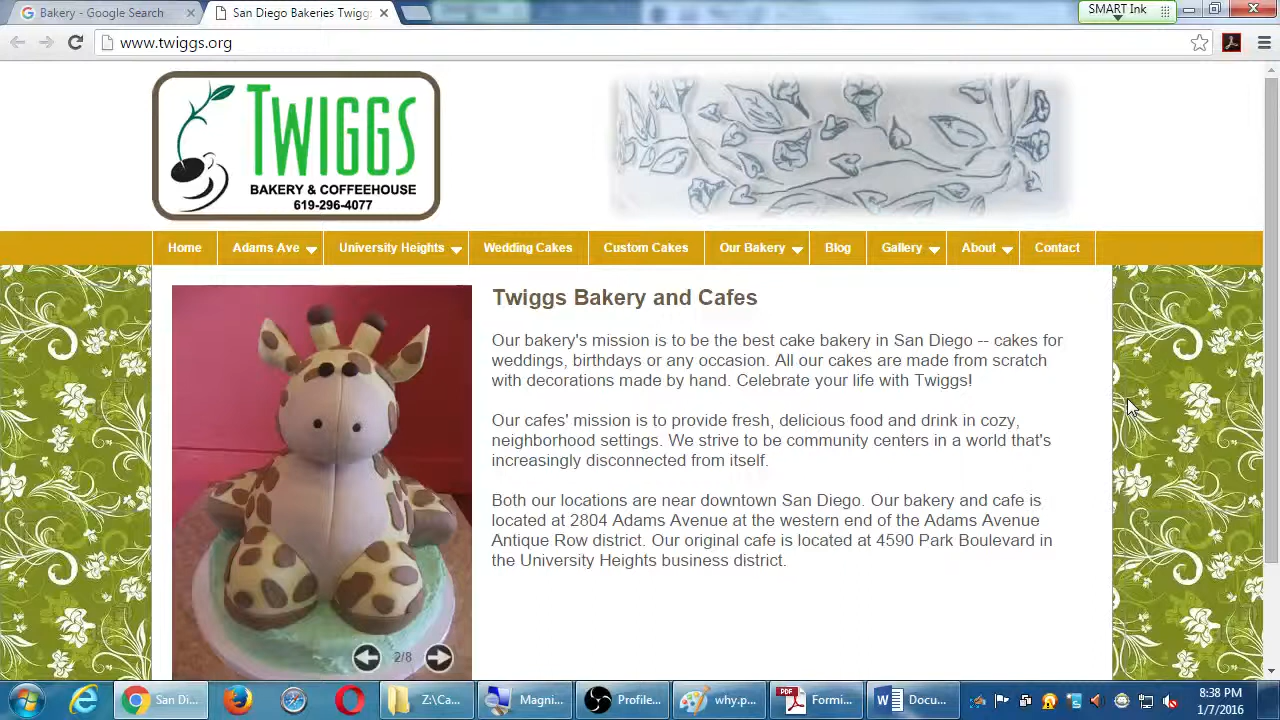 Bakery - Google Search
San Diego Bakeries Twiggs
SMART Ink
www.twiggs.org
TWIGGS
BAKERY & COFFEEHOUSE
619-296-4077
Home Adams Ave University Heights Wedding Cakes Custom Cakes Our Bakery Blog Gallery About Contact
Twiggs Bakery and Cafes
Our bakery's mission is to be the best cake bakery in San Diego -- cakes for
weddings, birthdays or any occasion. All our cakes are made from scratch
with decorations made by hand. Celebrate your life with Twiggs!
Our cafes' mission is to provide fresh, delicious food and drink in cozy,
neighborhood settings. We strive to be community centers in a world that's
increasingly disconnected from itself.
Both our locations are near downtown San Diego. Our bakery and cafe is
located at 2804 Adams Avenue at the western end of the Adams Avenue
Antique Row district. Our original cafe is located at 4590 Park Boulevard in
the University Heights business district.
2/8
San Di...
Z:\Ca...
Magni...
Profile...
why.p...
PDF
Formi...
Docu...
8:38 PM
1/7/2016